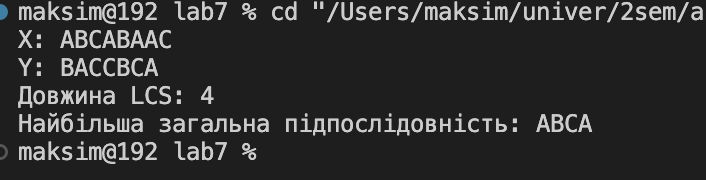 maksim@192 lab7 % cd "/Users/maksim/univer/2sem/a
X: ABCABAAC
Y: BACCBCA
Довжина LCS: 4
Найбільша загальна підпослідовність: ABCA
maksim@192 lab7 %